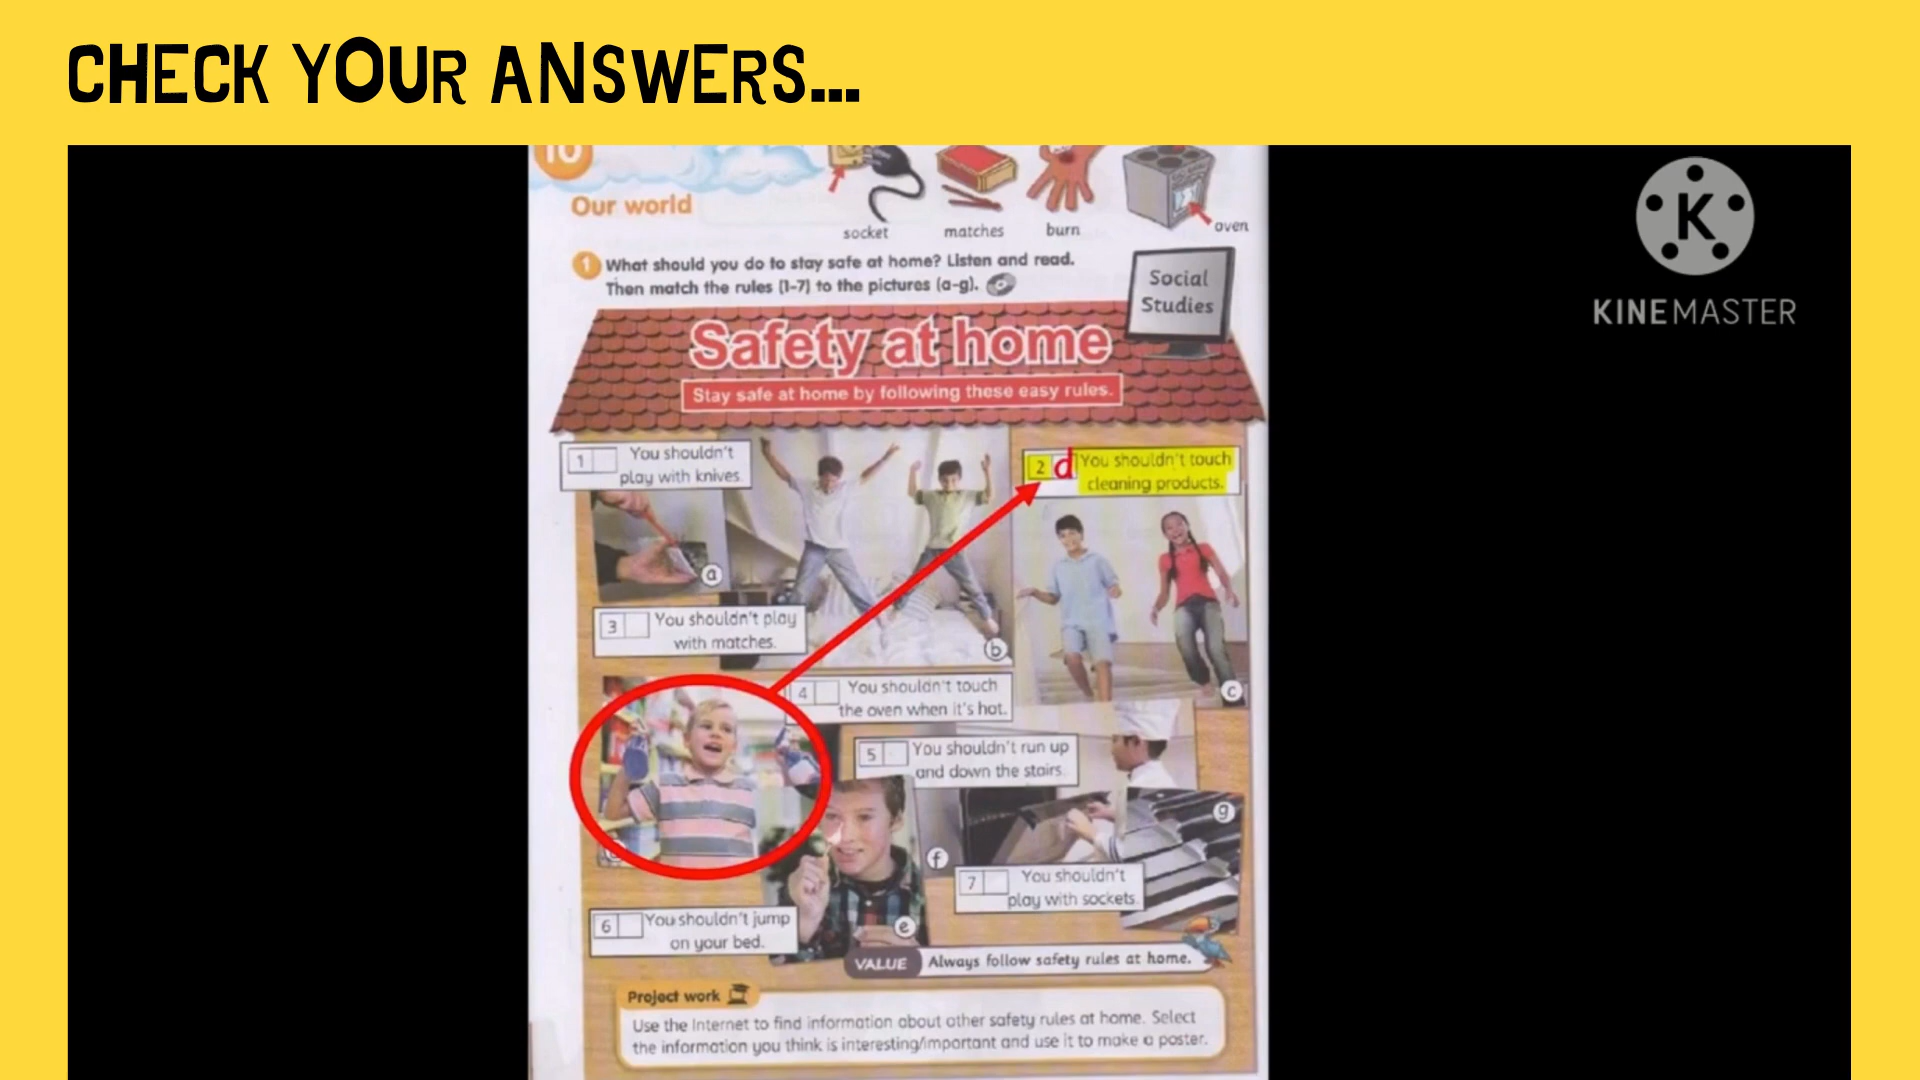 CHECK YOUR ANSWERS...
10
Our world
socket
matches
burn
oven
K
KINEMASTER
1 What should you do to stay safe at home? Listen and read.
Then match the rules (1-7) to the pictures (a-g).
Social
Studies
Safety at home
Stay safe at home by following these easy rules.
1 You shouldn't
play with knives.
2 d You shouldn't touch
cleaning products.
a
3 You shouldn't play
with matches.
b
c
4 You shouldn't touch
the oven when it's hot.
5 You shouldn't run up
and down the stairs.
g
f
7 You shouldn't
play with sockets.
6 You shouldn't jump
on your bed.
e
VALUE Always follow safety rules at home.
Project work
Use the Internet to find information about other safety rules at home. Select
the information you think is interesting/important and use it to make a poster.